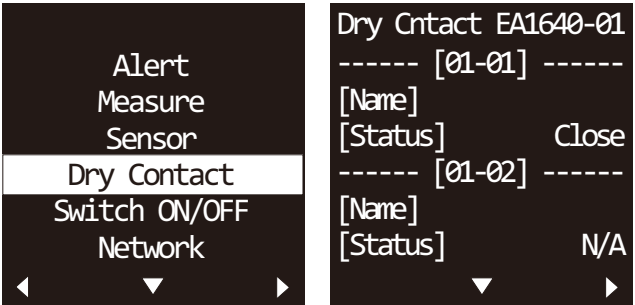 Alert
Measure
Sensor
Dry Contact
Switch ON/OFF
Network
Dry Cntact EA1640-01
------ [01-01] ------
[Name]
[Status] Close
------ [01-02] ------
[Name]
[Status] N/A